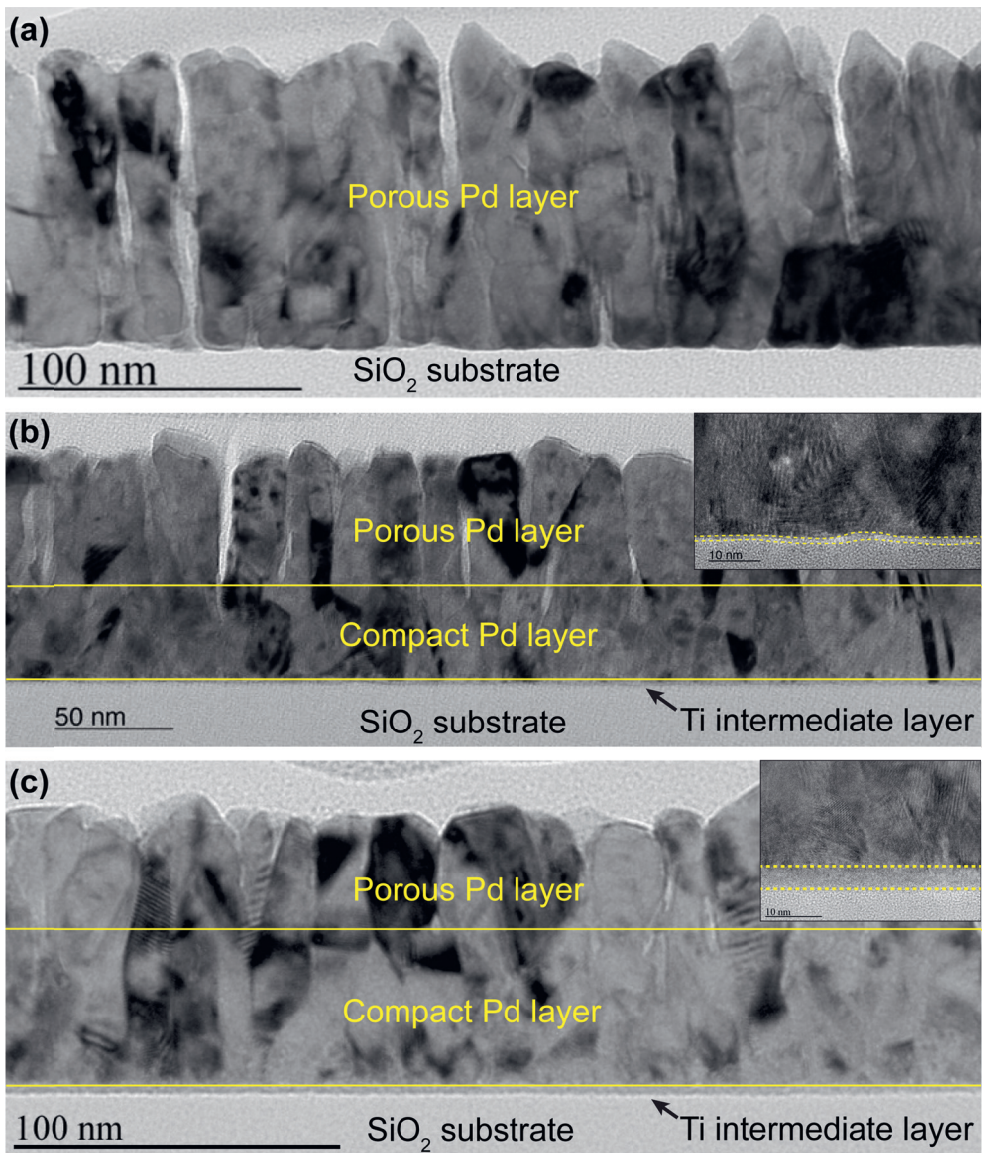 (a)
Porous Pd layer
100 nm
SiO₂ substrate
(b)
Porous Pd layer
10 nm
Compact Pd layer
50 nm
SiO₂ substrate
Ti intermediate layer
(c)
Porous Pd layer
10 nm
Compact Pd layer
100 nm
SiO₂ substrate
Ti intermediate layer